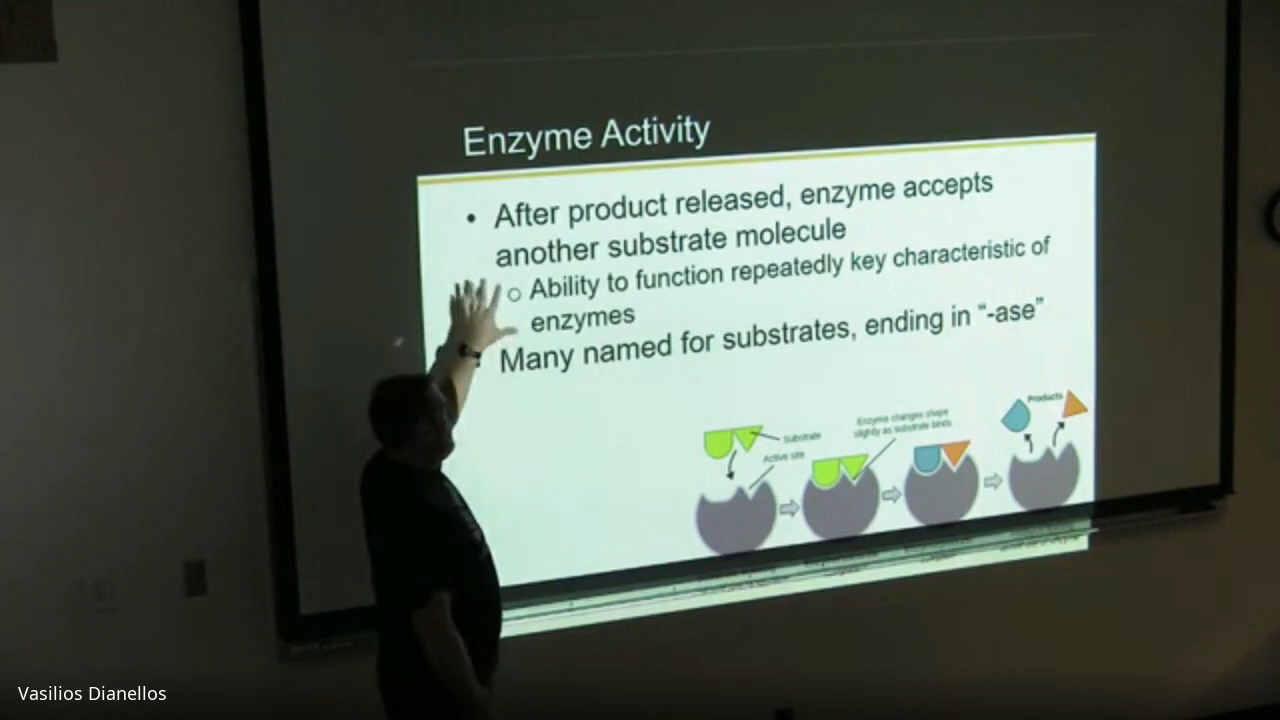 Enzyme Activity
• After product released, enzyme accepts
another substrate molecule
○ Ability to function repeatedly key characteristic of
enzymes
Many named for substrates, ending in “-ase”
Substrate
Active site
Enzyme changes shape
slightly as substrate binds
Products
Vasilios Dianellos